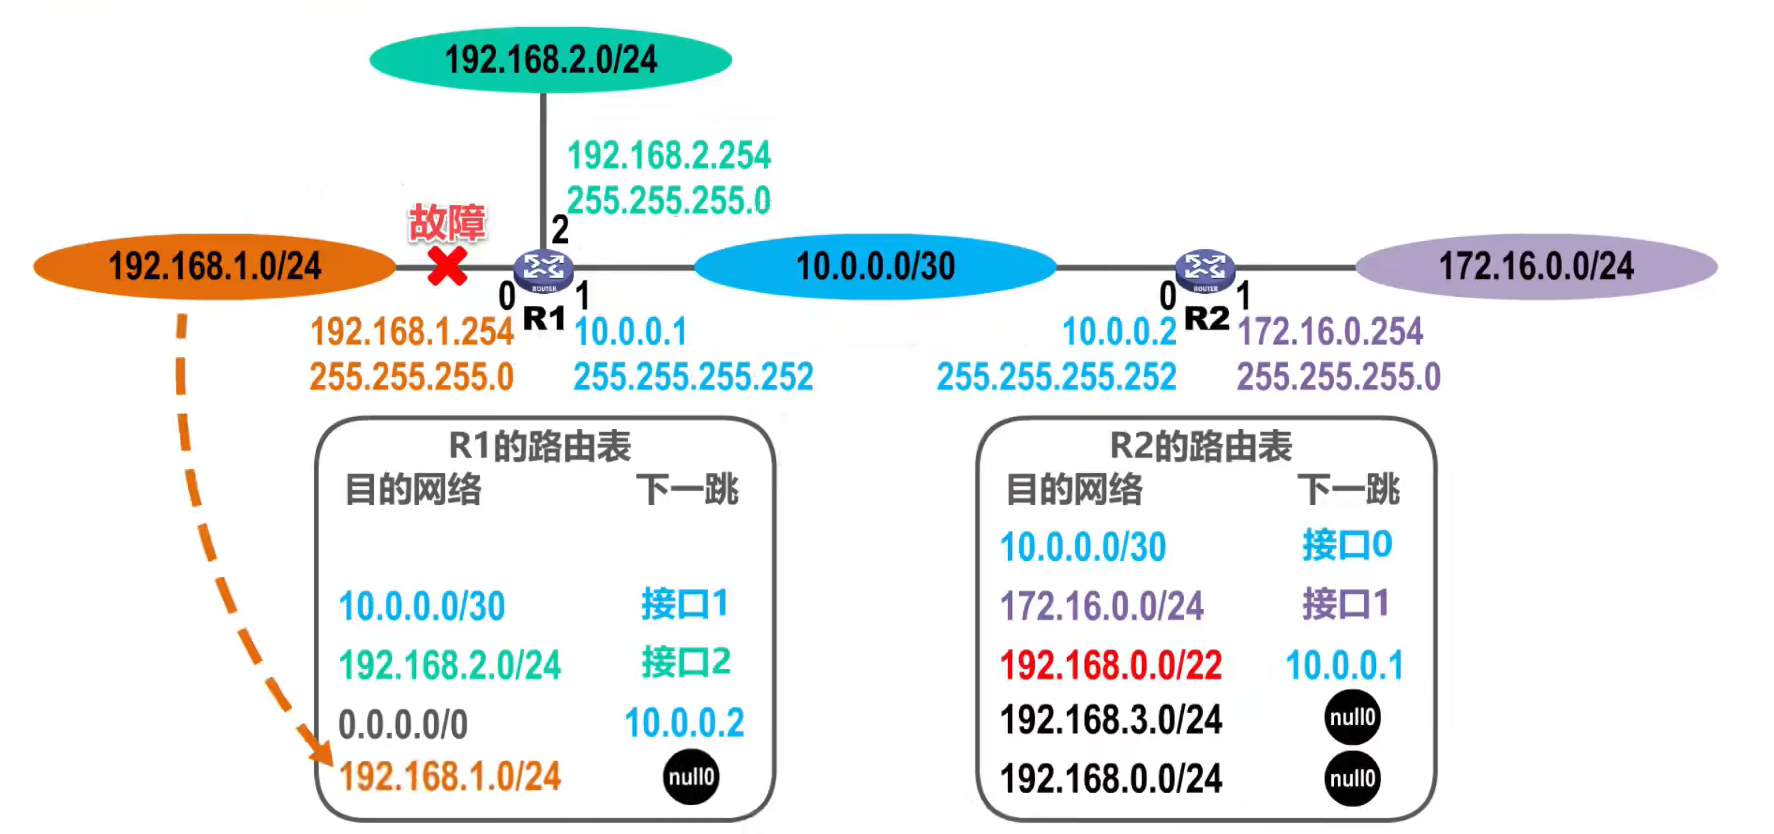 192.168.2.0/24
192.168.2.254
255.255.255.0
故障
2
192.168.1.0/24
10.0.0.0/30
172.16.0.0/24
ROUTER
ROUTER
0
1
0
1
R1
R2
192.168.1.254
255.255.255.0
10.0.0.1
255.255.255.252
10.0.0.2
255.255.255.252
172.16.0.254
255.255.255.0
R1的路由表
目的网络 下一跳
10.0.0.0/30 接口1
192.168.2.0/24 接口2
0.0.0.0/0 10.0.0.2
192.168.1.0/24 null0
R2的路由表
目的网络 下一跳
10.0.0.0/30 接口0
172.16.0.0/24 接口1
192.168.0.0/22 10.0.0.1
192.168.3.0/24 null0
192.168.0.0/24 null0